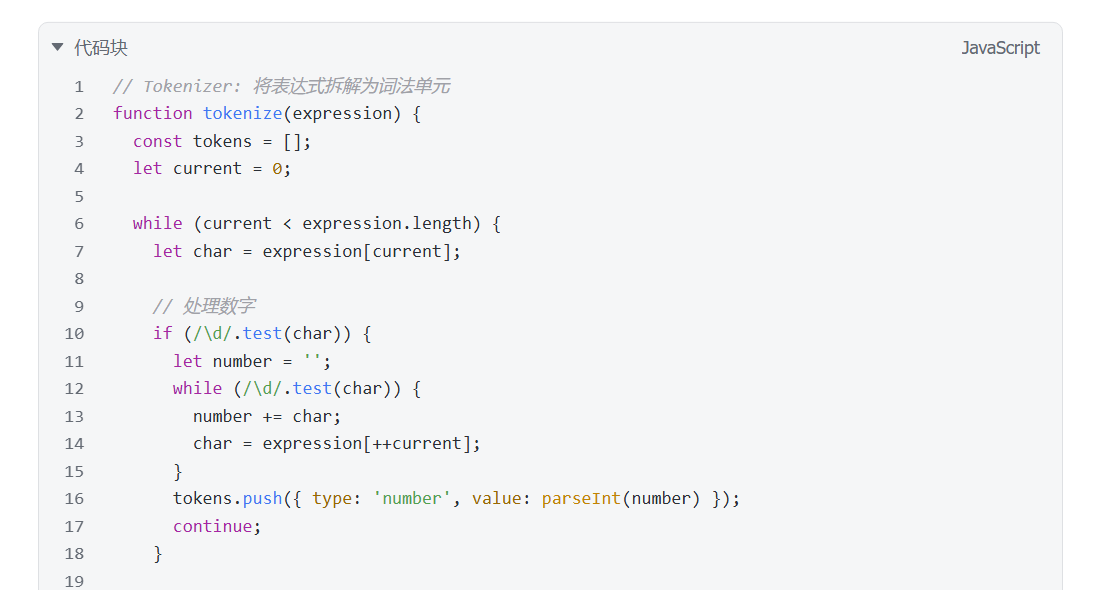 代码块 JavaScript
1 // Tokenizer: 将表达式拆解为词法单元
2 function tokenize(expression) {
3   const tokens = [];
4   let current = 0;
5
6   while (current < expression.length) {
7     let char = expression[current];
8
9     // 处理数字
10     if (/\d/.test(char)) {
11       let number = '';
12       while (/\d/.test(char)) {
13         number += char;
14         char = expression[++current];
15       }
16       tokens.push({ type: 'number', value: parseInt(number) });
17       continue;
18     }
19